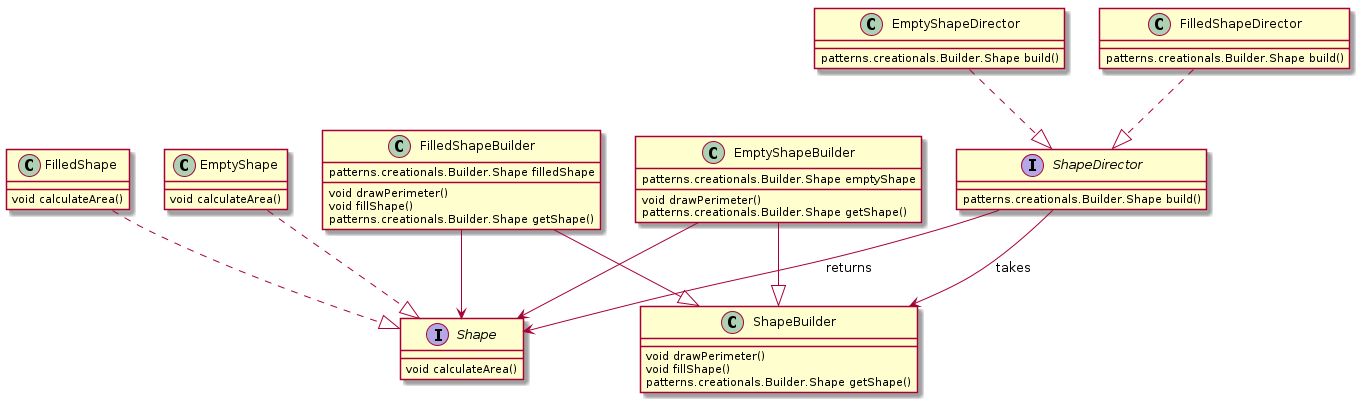 C EmptyShapeDirector
patterns.creationals.Builder.Shape build()
C FilledShapeDirector
patterns.creationals.Builder.Shape build()
C FilledShape
void calculateArea()
C EmptyShape
void calculateArea()
C FilledShapeBuilder
patterns.creationals.Builder.Shape filledShape
void drawPerimeter()
void fillShape()
patterns.creationals.Builder.Shape getShape()
C EmptyShapeBuilder
patterns.creationals.Builder.Shape emptyShape
void drawPerimeter()
patterns.creationals.Builder.Shape getShape()
I ShapeDirector
patterns.creationals.Builder.Shape build()
returns
takes
I Shape
void calculateArea()
C ShapeBuilder
void drawPerimeter()
void fillShape()
patterns.creationals.Builder.Shape getShape()